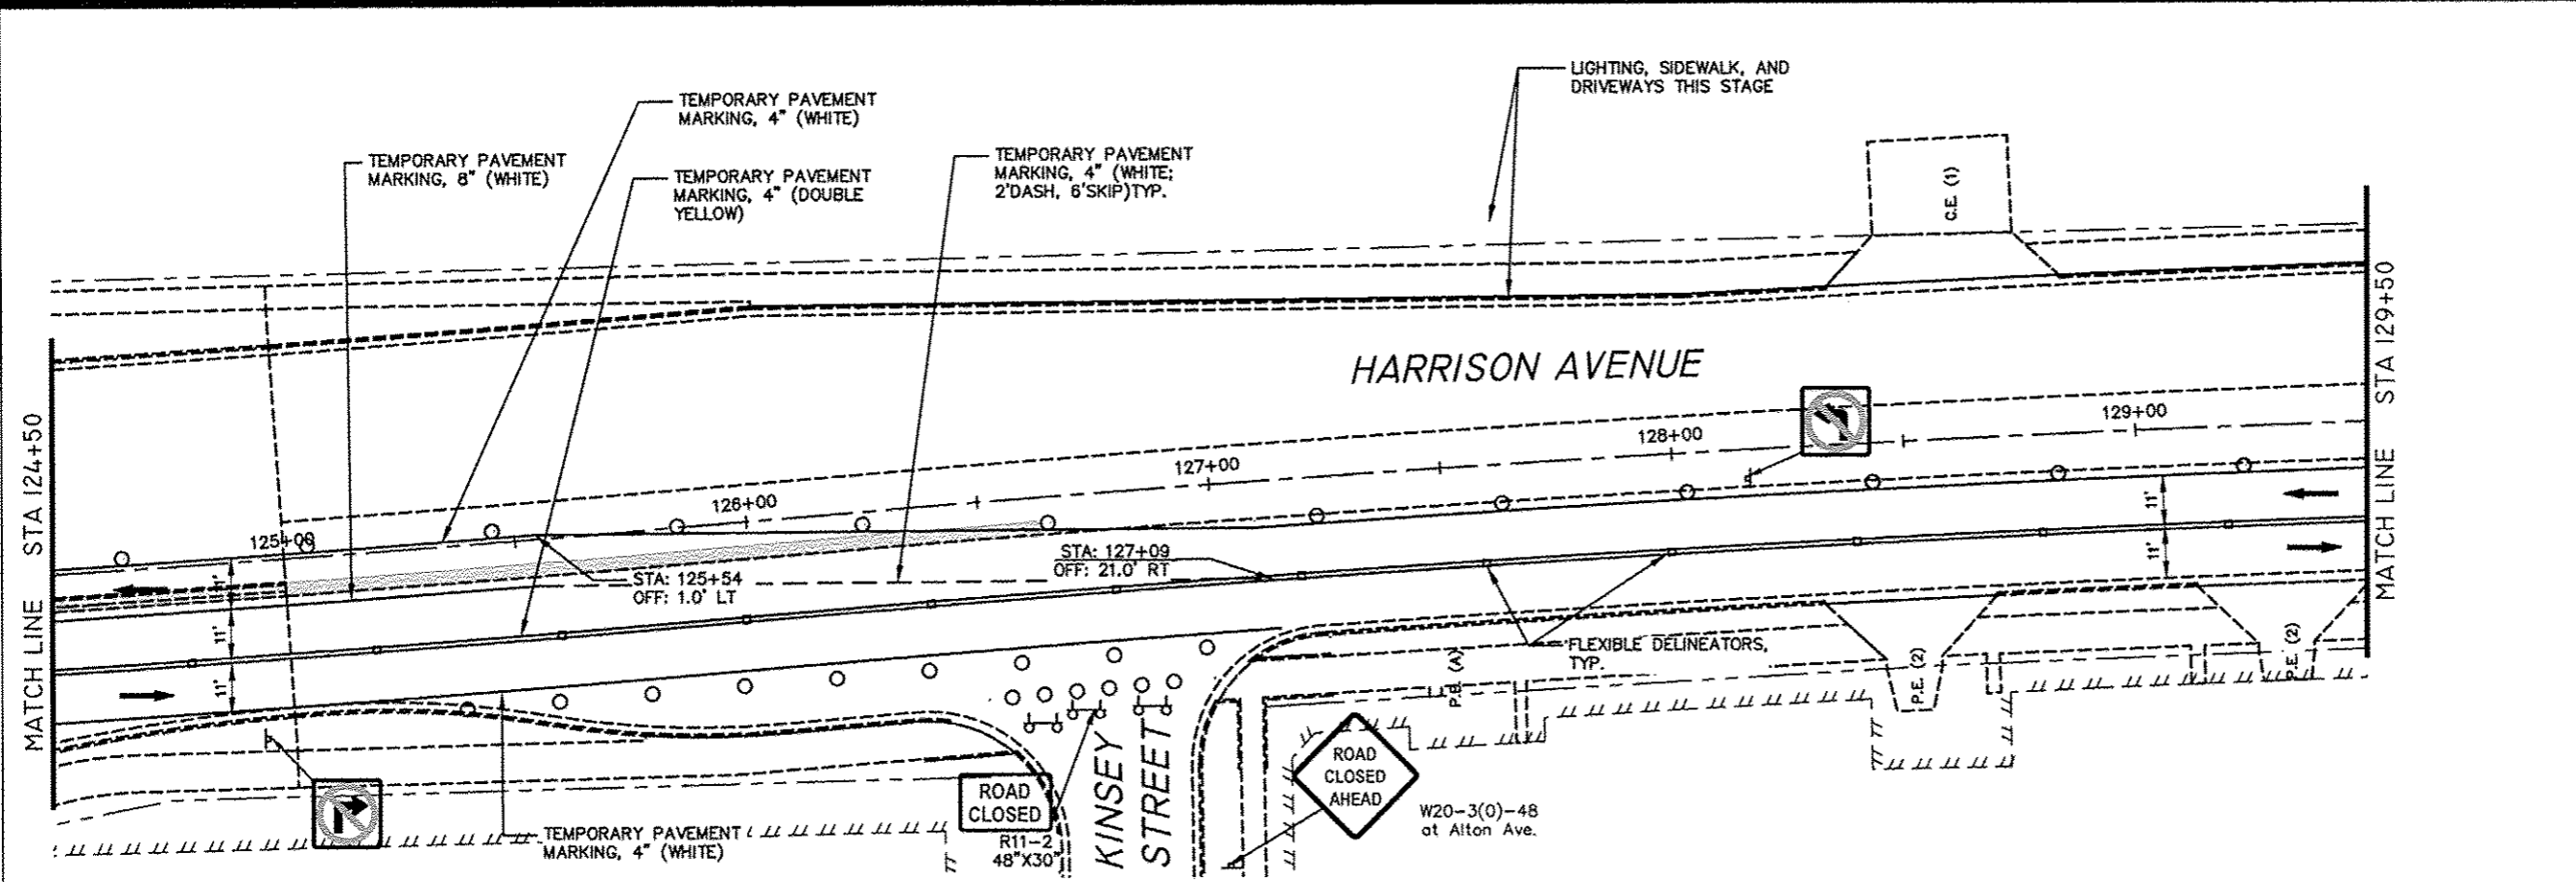 LIGHTING, SIDEWALK, AND
DRIVEWAYS THIS STAGE
TEMPORARY PAVEMENT
MARKING, 4" (WHITE)
TEMPORARY PAVEMENT
MARKING, 8" (WHITE)
TEMPORARY PAVEMENT
MARKING, 4" (DOUBLE
YELLOW)
TEMPORARY PAVEMENT
MARKING, 4" (WHITE;
2'DASH, 6'SKIP)TYP.
C.E. (1)
HARRISON AVENUE
MATCH LINE STA 124+50
MATCH LINE STA 129+50
125+00
126+00
127+00
128+00
129+00
11'
11'
11'
11'
11'
STA: 125+54
OFF: 1.0' LT
STA: 127+09
OFF: 21.0' RT
FLEXIBLE DELINEATORS,
TYP.
P.E. (A)
P.E. (2)
P.E. (2)
TEMPORARY PAVEMENT
MARKING, 4" (WHITE)
ROAD
CLOSED
R11-2
48"X30"
KINSEY
STREET
ROAD
CLOSED
AHEAD
W20-3(0)-48
at Alton Ave.